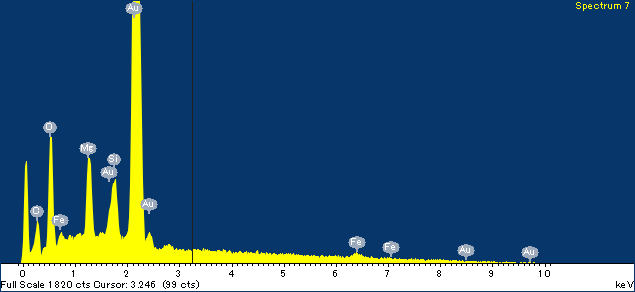 Spectrum 7
Au
O
Mg
Si
Au
Au
Fe
Fe
Fe
Au
Au
0 1 2 3 4 5 6 7 8 9 10
Full Scale 1820 cts Cursor: 3.246 (99 cts)
keV